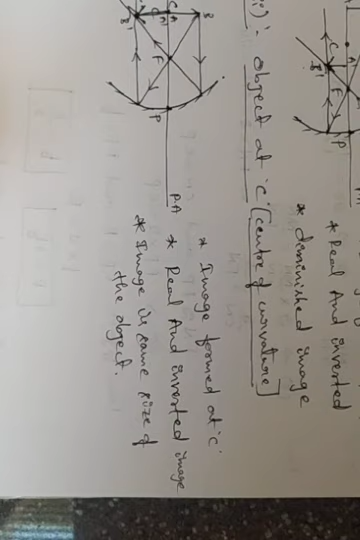 * Real And inverted
* diminished image
ii): object at 'c' [centre of curvature]
* Image formed at 'c'
* Real And inverted image
* Image is same size of
the object.
C
A
B
B'
F
P
P.A
C
A'
B'
F
P